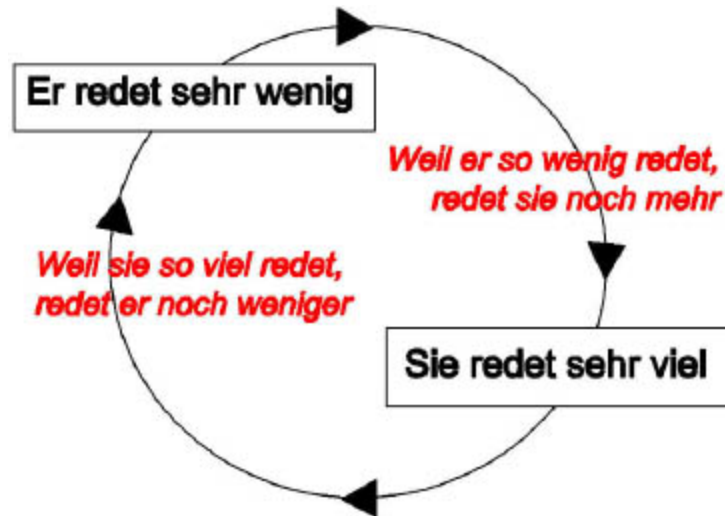 Er redet sehr wenig
Weil er so wenig redet,
redet sie noch mehr
Weil sie so viel redet,
redet er noch weniger
Sie redet sehr viel